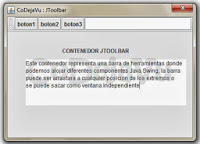 CoDejaVu : JToolbar
boton1 boton2 boton3
CONTENEDOR JTOOLBAR
Este contenedor representa una barra de herramientas donde
podemos alojar diferentes componentes Java Swing, la barra
puede ser arrastrara a cualquier posicion de los extremos o
se puede sacar como ventana independiente